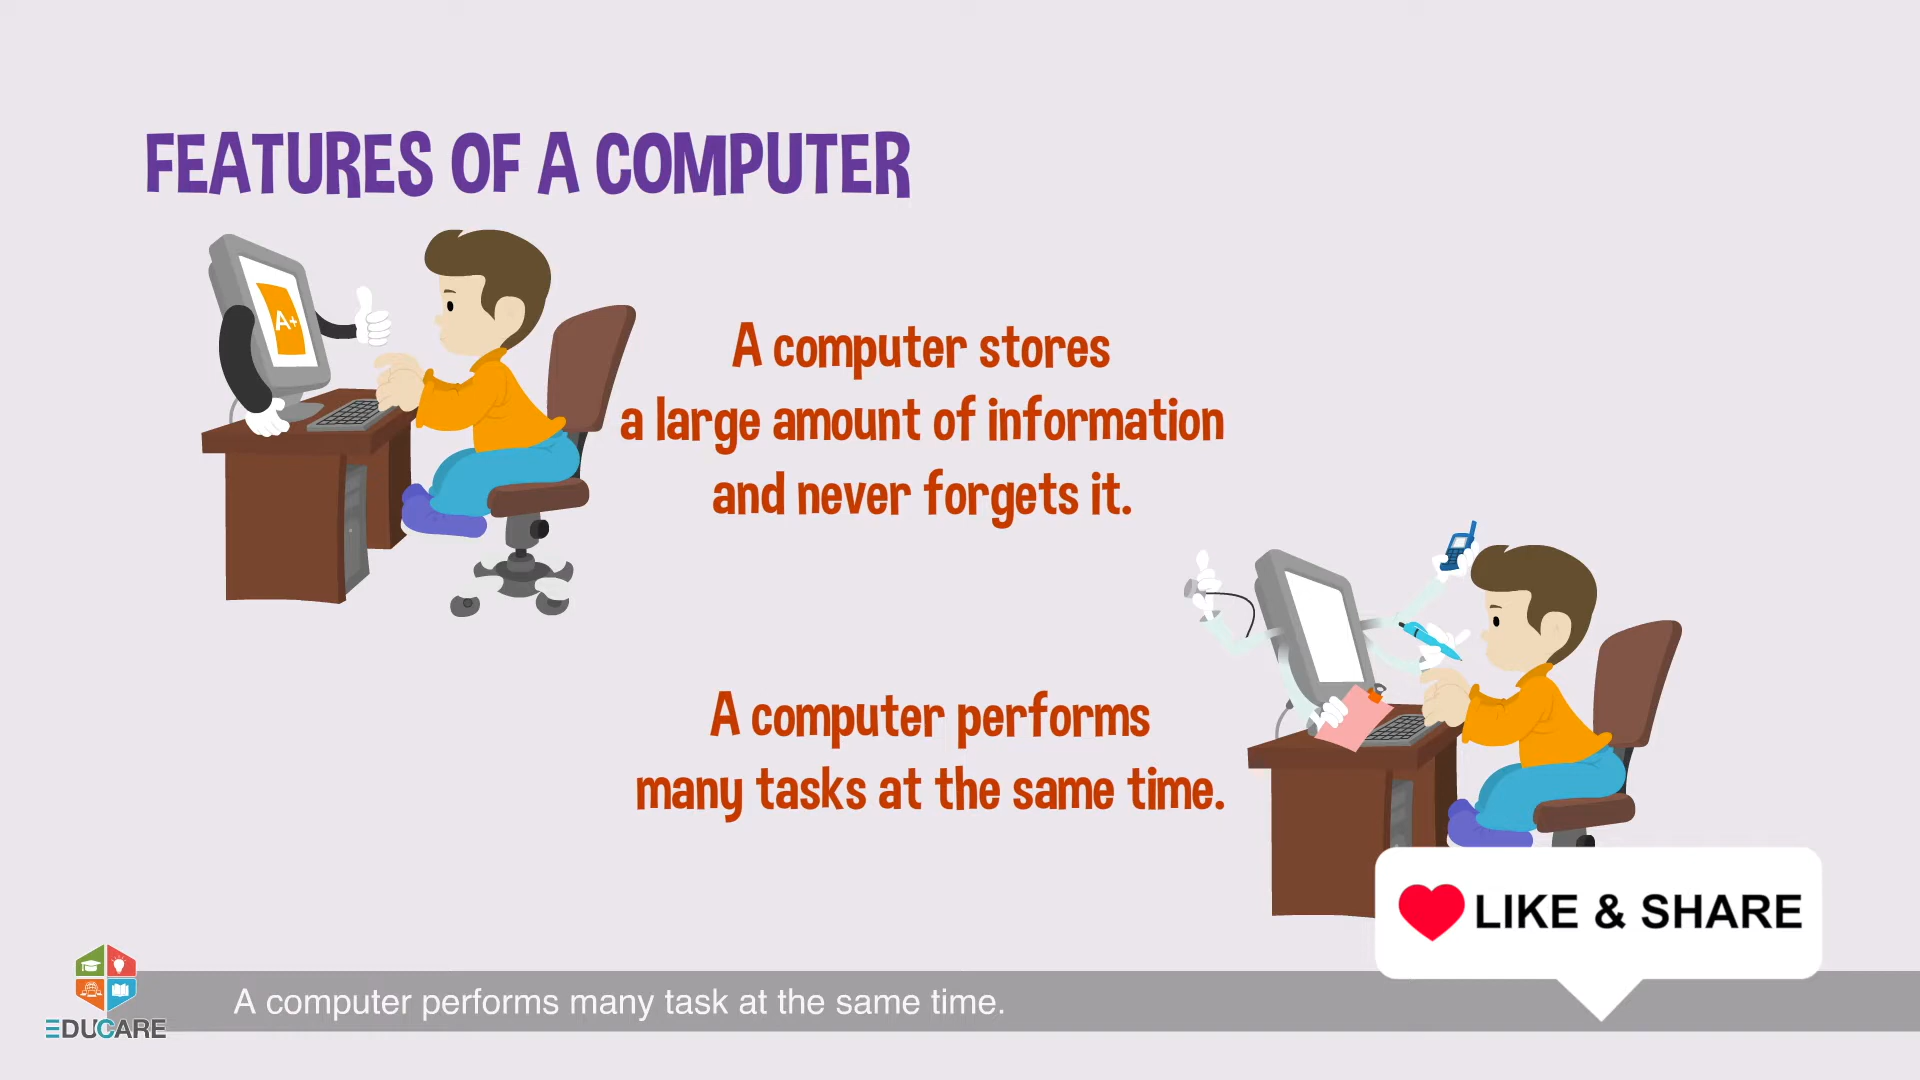 FEATURES OF A COMPUTER
A+
A computer stores
a large amount of information
and never forgets it.
A computer performs
many tasks at the same time.
LIKE & SHARE
A computer performs many task at the same time.
EDUCARE